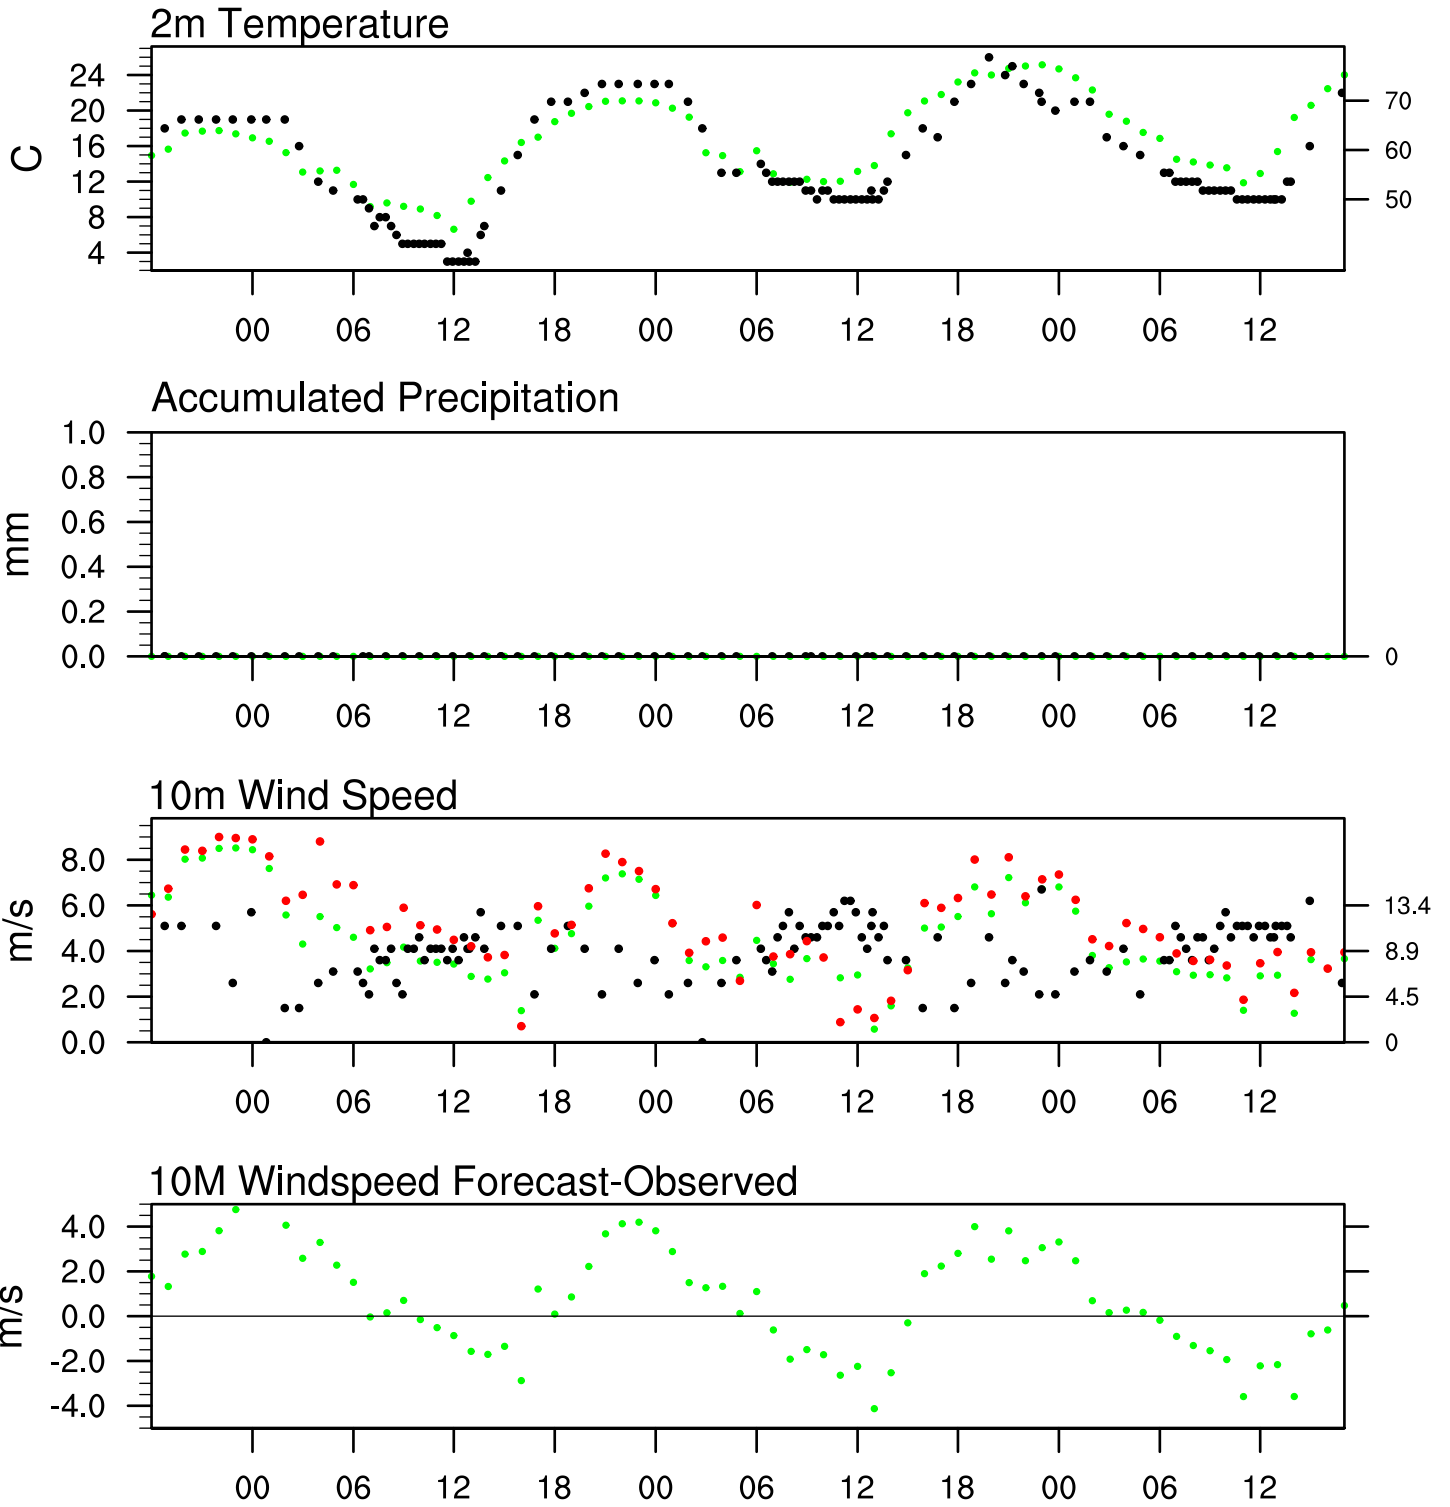 2m Temperature
24
20
16
12
8
4
C
70
60
50
00 06 12 18 00 06 12 18 00 06 12
Accumulated Precipitation
1.0
0.8
0.6
0.4
0.2
0.0
mm
0
00 06 12 18 00 06 12 18 00 06 12
10m Wind Speed
8.0
6.0
4.0
2.0
0.0
m/s
13.4
8.9
4.5
0
00 06 12 18 00 06 12 18 00 06 12
10M Windspeed Forecast-Observed
4.0
2.0
0.0
-2.0
-4.0
m/s
00 06 12 18 00 06 12 18 00 06 12